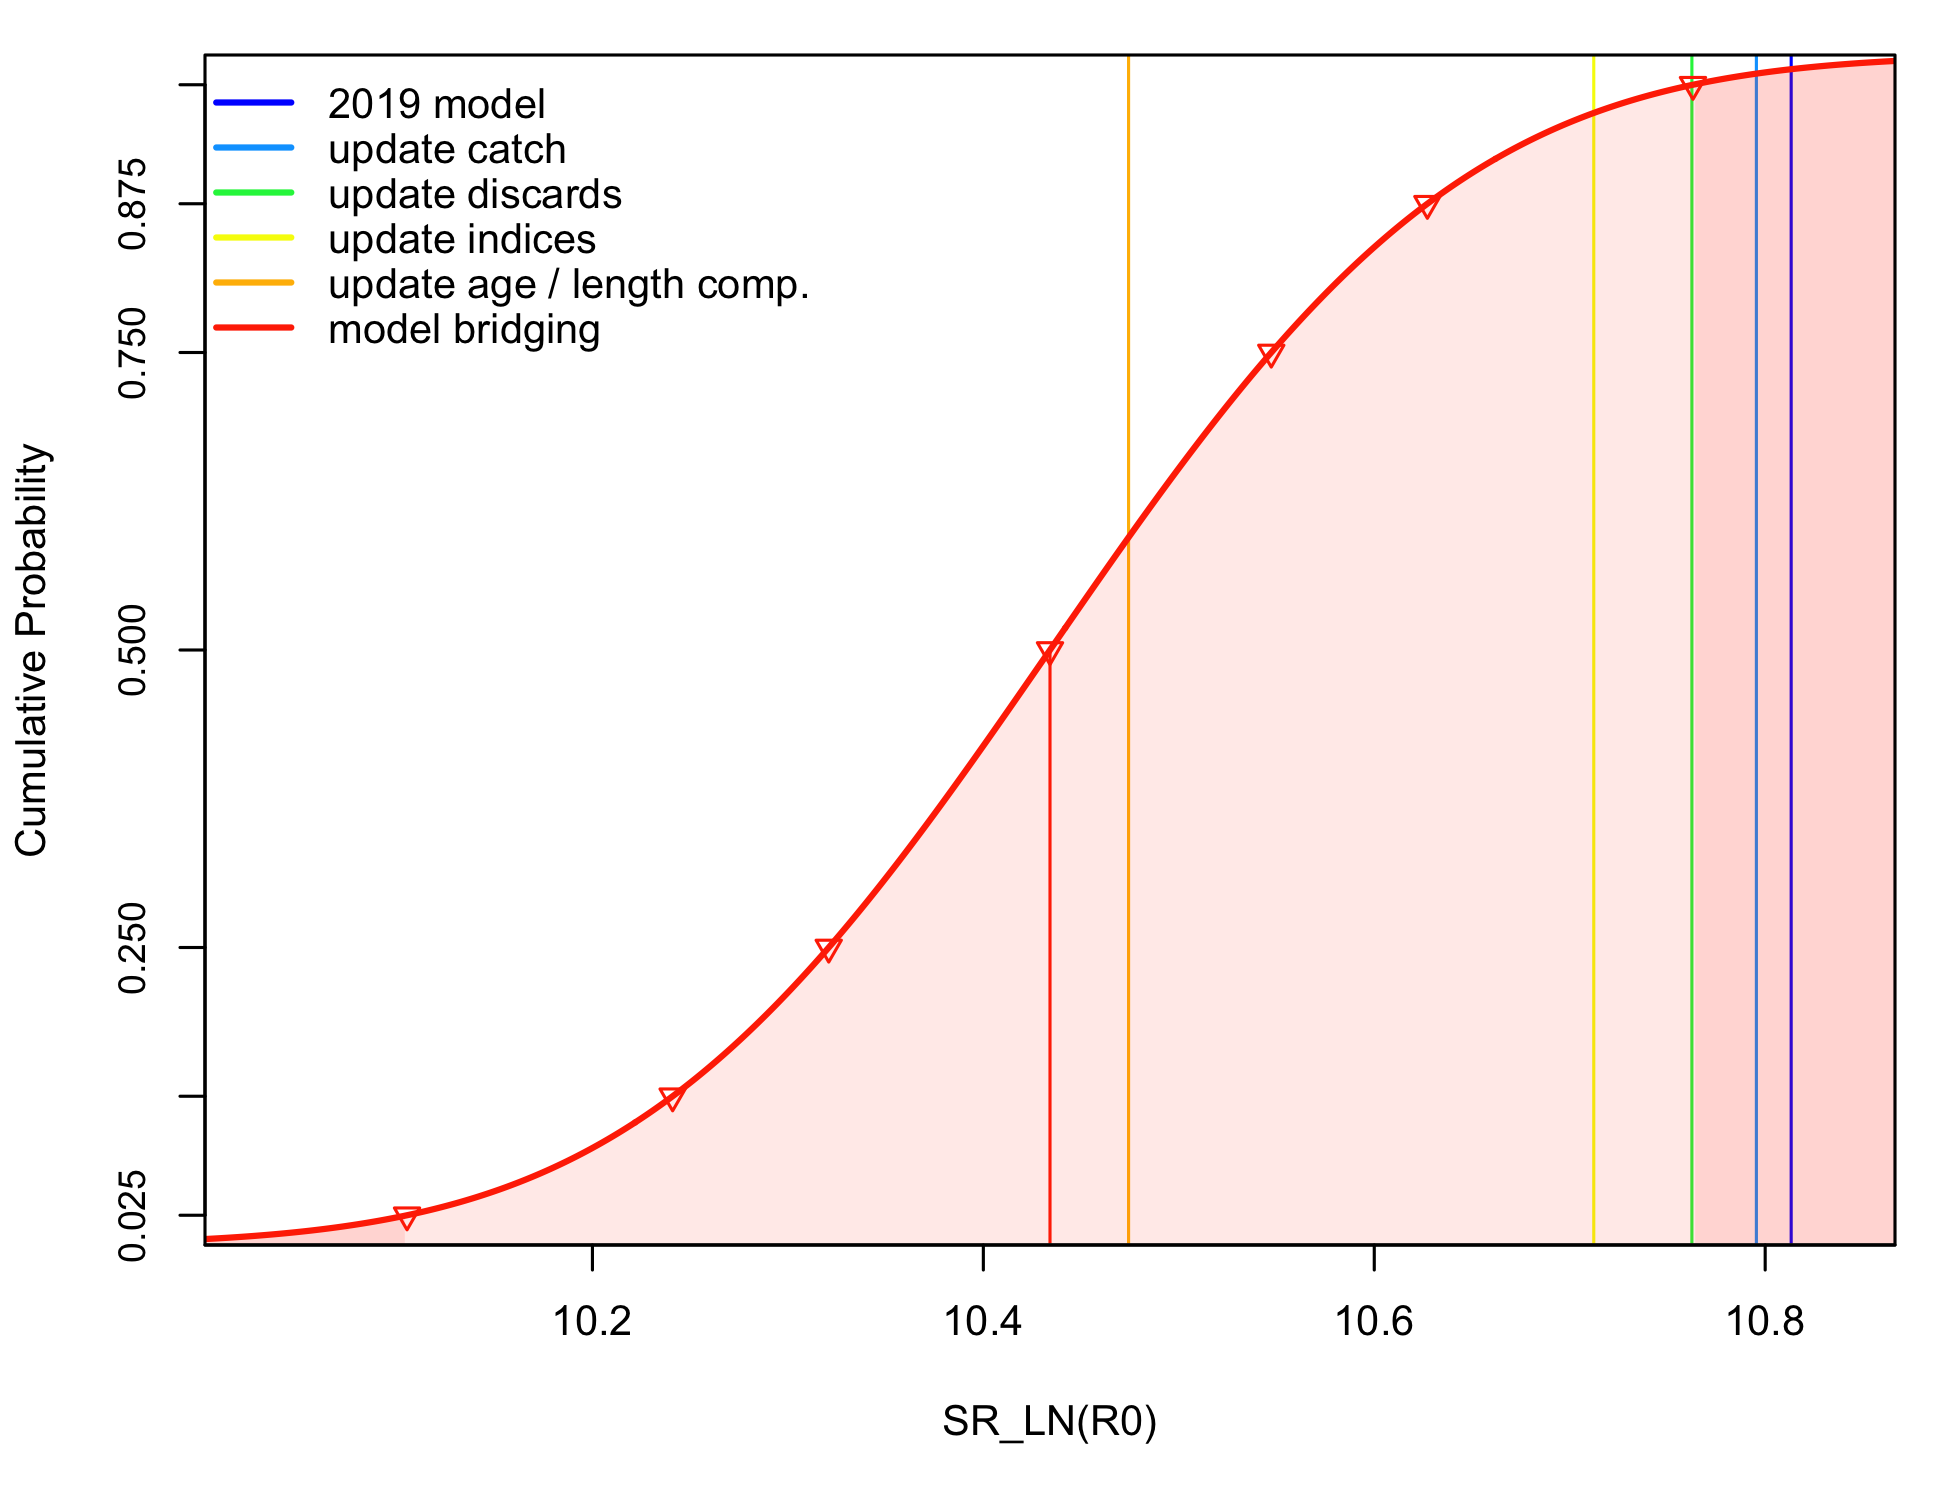 2019 model
update catch
update discards
update indices
update age / length comp.
model bridging
Cumulative Probability
0.875
0.750
0.500
0.250
0.025
10.2 10.4 10.6 10.8
SR_LN(R0)